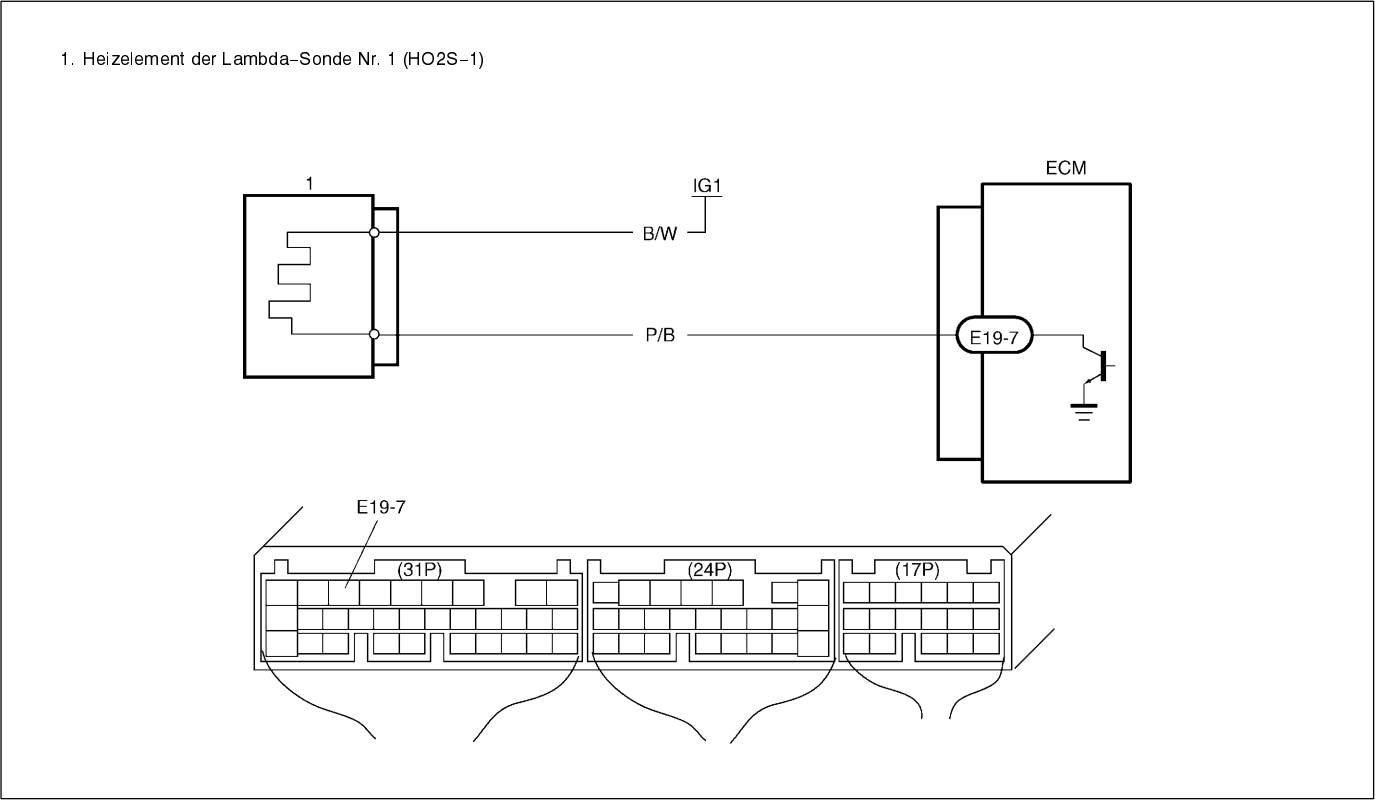 1. Heizelement der Lambda–Sonde Nr. 1 (HO2S–1)
ECM
1
IG1
B/W
P/B
E19-7
E19-7
(31P)
(24P)
(17P)